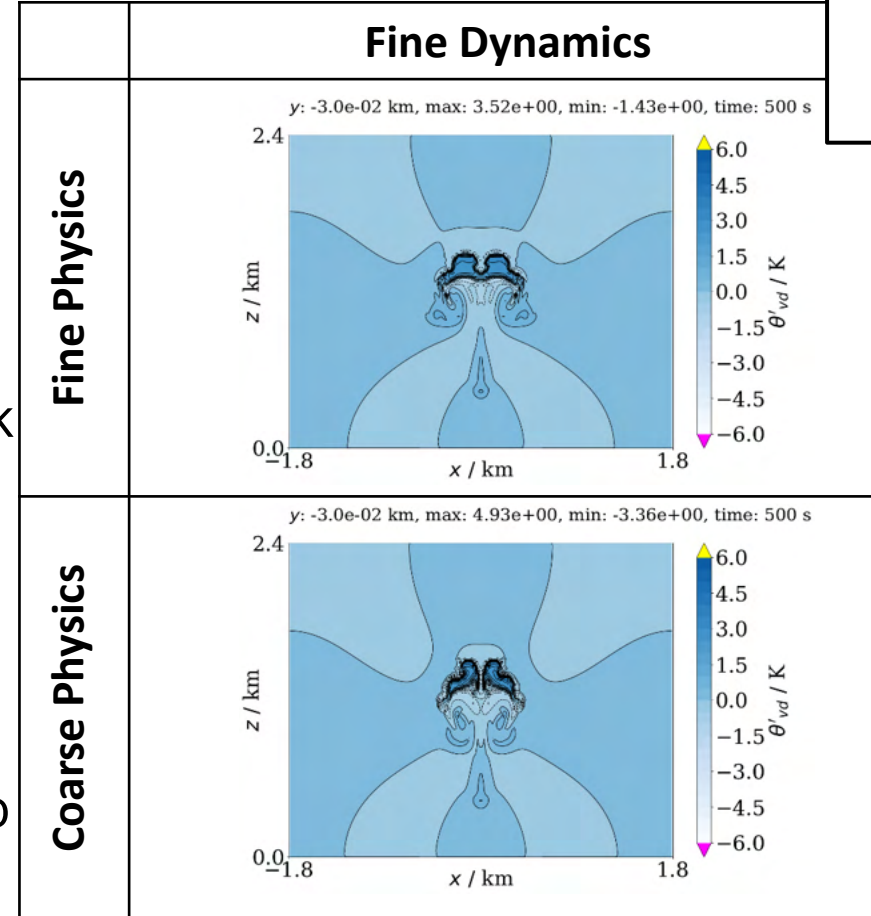 Fine Dynamics
Fine Physics
y: -3.0e-02 km, max: 3.52e+00, min: -1.43e+00, time: 500 s
2.4
z / km
0.0
−1.8
x / km
1.8
6.0
4.5
3.0
1.5
0.0
−1.5
−3.0
−4.5
−6.0
θ′vd / K
K
Coarse Physics
y: -3.0e-02 km, max: 4.93e+00, min: -3.36e+00, time: 500 s
2.4
z / km
0.0
−1.8
x / km
1.8
6.0
4.5
3.0
1.5
0.0
−1.5
−3.0
−4.5
−6.0
θ′vd / K